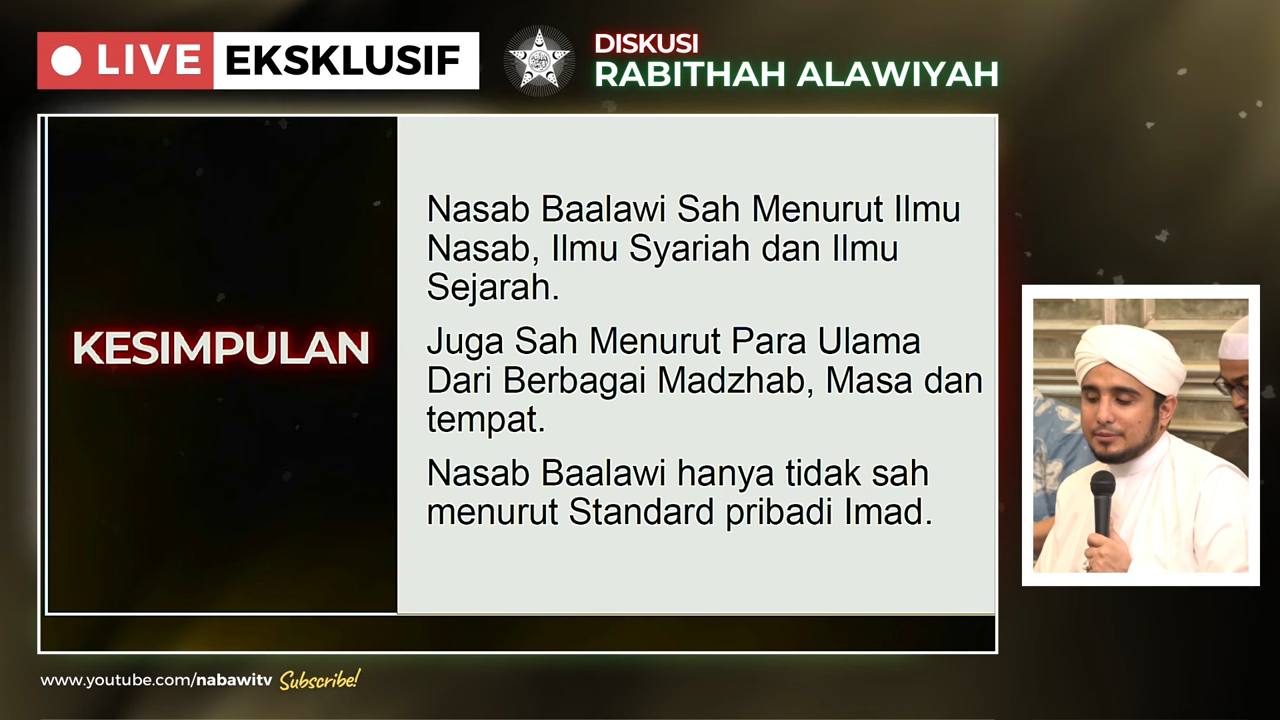 LIVE EKSKLUSIF
DISKUSI
RABITHAH ALAWIYAH
KESIMPULAN
Nasab Baalawi Sah Menurut Ilmu
Nasab, Ilmu Syariah dan Ilmu
Sejarah.
Juga Sah Menurut Para Ulama
Dari Berbagai Madzhab, Masa dan
tempat.
Nasab Baalawi hanya tidak sah
menurut Standard pribadi Imad.
www.youtube.com/nabawitv Subscribe!